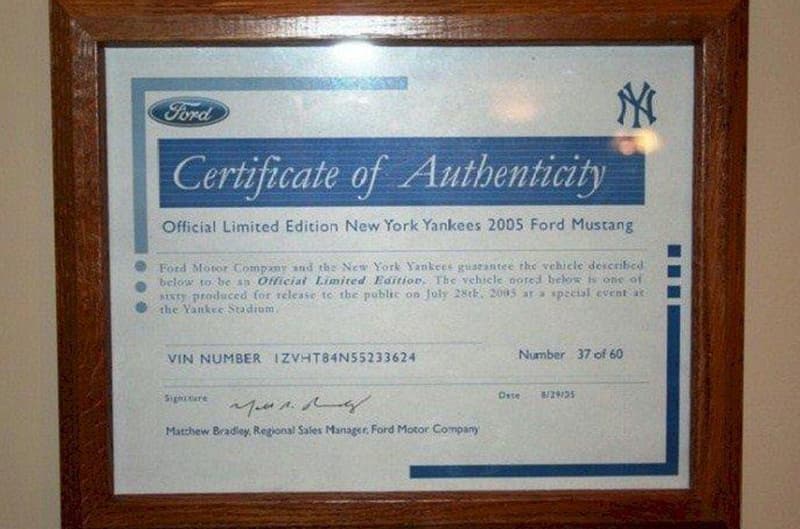 Ford
NY
Certificate of Authenticity
Official Limited Edition New York Yankees 2005 Ford Mustang
Ford Motor Company and the New York Yankees guarantee the vehicle described
below to be an Official Limited Edition. The vehicle noted below is one of
sixty produced for release to the public on July 28th, 2005 at a special event at
the Yankee Stadium.
VIN NUMBER 1ZVHT84N55233624
Number 37 of 60
Signature
Date 8/29/05
Matthew Bradley, Regional Sales Manager, Ford Motor Company